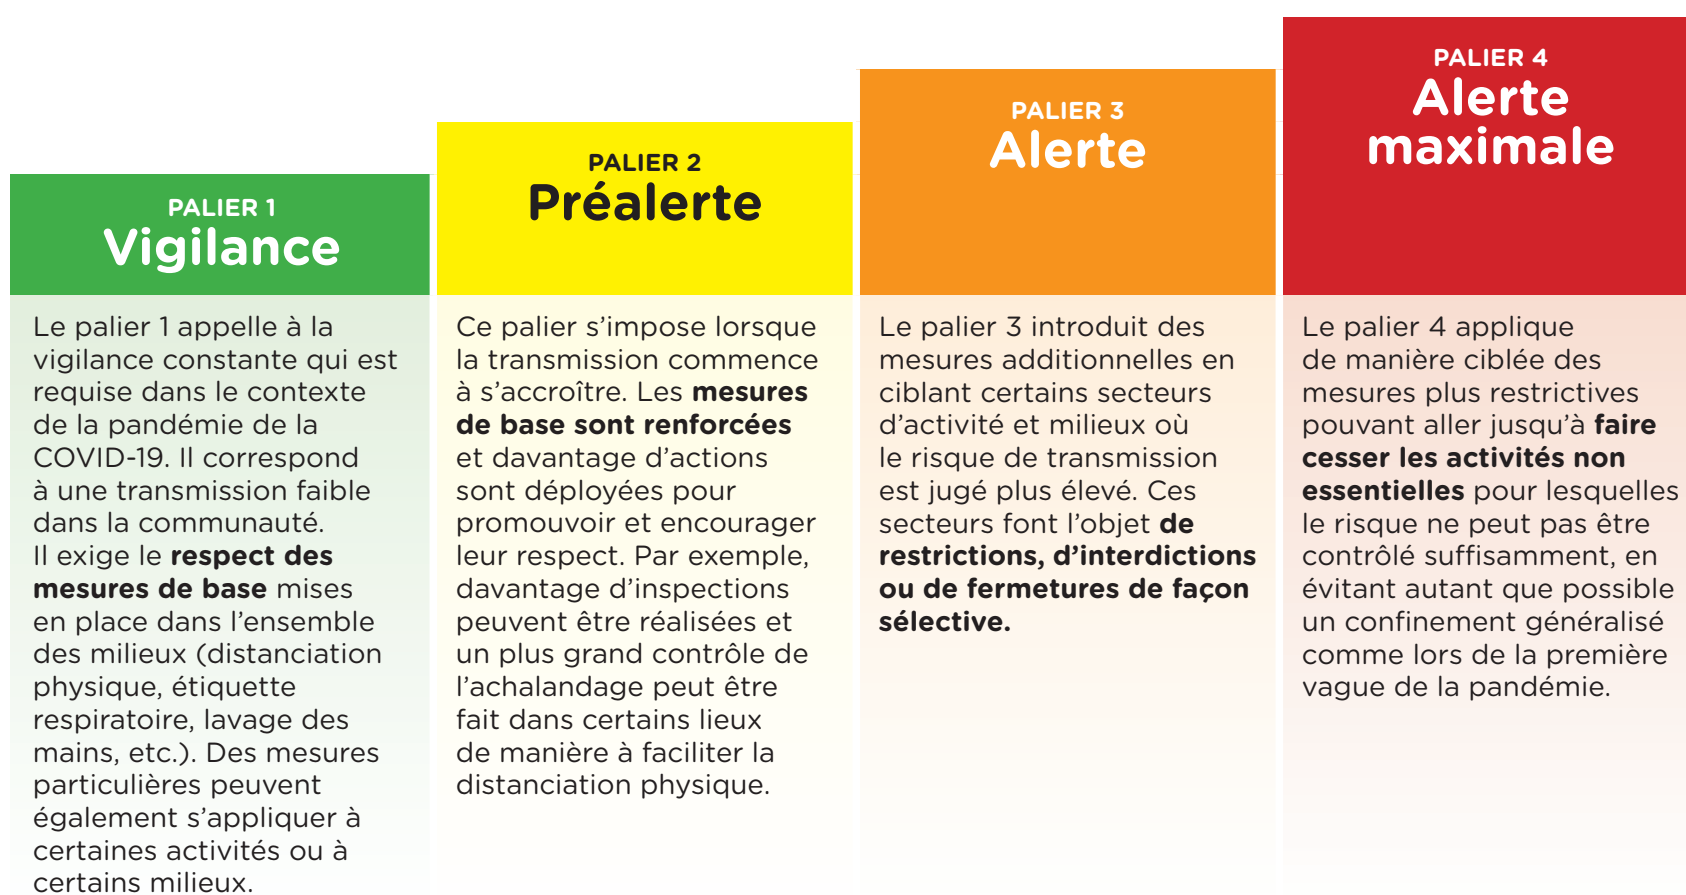 PALIER 1
Vigilance
Le palier 1 appelle à la
vigilance constante qui est
requise dans le contexte
de la pandémie de la
COVID-19. Il correspond
à une transmission faible
dans la communauté.
Il exige le respect des
mesures de base mises
en place dans l’ensemble
des milieux (distanciation
physique, étiquette
respiratoire, lavage des
mains, etc.). Des mesures
particulières peuvent
également s’appliquer à
certaines activités ou à
certains milieux.
PALIER 2
Préalerte
Ce palier s’impose lorsque
la transmission commence
à s’accroître. Les mesures
de base sont renforcées
et davantage d’actions
sont déployées pour
promouvoir et encourager
leur respect. Par exemple,
davantage d’inspections
peuvent être réalisées et
un plus grand contrôle de
l’achalandage peut être
fait dans certains lieux
de manière à faciliter la
distanciation physique.
PALIER 3
Alerte
Le palier 3 introduit des
mesures additionnelles en
ciblant certains secteurs
d’activité et milieux où
le risque de transmission
est jugé plus élevé. Ces
secteurs font l’objet de
restrictions, d’interdictions
ou de fermetures de façon
sélective.
PALIER 4
Alerte
maximale
Le palier 4 applique
de manière ciblée des
mesures plus restrictives
pouvant aller jusqu’à faire
cesser les activités non
essentielles pour lesquelles
le risque ne peut pas être
contrôlé suffisamment, en
évitant autant que possible
un confinement généralisé
comme lors de la première
vague de la pandémie.